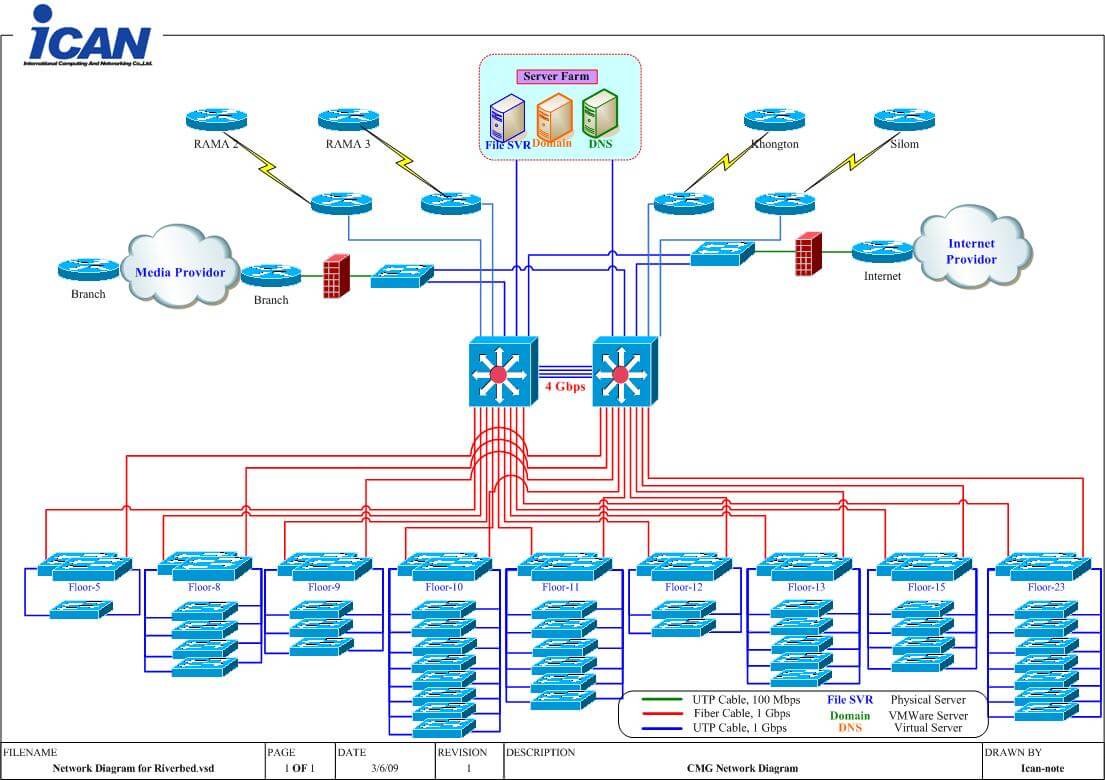 iCAN
International Computing And Networking Co.,Ltd.
Server Farm
File SVR
Domain
DNS
RAMA 2
RAMA 3
Khongton
Silom
Media Providor
Internet
Providor
Branch
Branch
Internet
4 Gbps
Floor-5
Floor-8
Floor-9
Floor-10
Floor-11
Floor-12
Floor-13
Floor-15
Floor-23
UTP Cable, 100 Mbps
File SVR
Physical Server
Fiber Cable, 1 Gbps
Domain
VMWare Server
UTP Cable, 1 Gbps
DNS
Virtual Server
FILENAME
PAGE
DATE
REVISION
DESCRIPTION
DRAWN BY
Network Diagram for Riverbed.vsd
1 OF 1
3/6/09
1
CMG Network Diagram
Ican-note